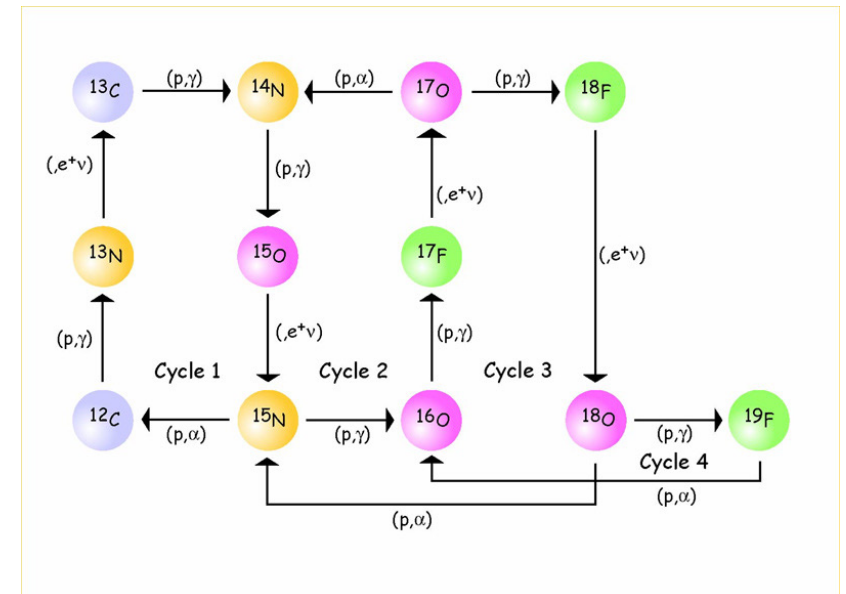 ¹³C
(p,γ)
¹⁴N
(p,α)
¹⁷O
(p,γ)
¹⁸F
(,e⁺ν)
(p,γ)
(,e⁺ν)
¹³N
¹⁵O
¹⁷F
(,e⁺ν)
(p,γ)
(,e⁺ν)
(p,γ)
Cycle 1
Cycle 2
Cycle 3
¹²C
(p,α)
¹⁵N
(p,γ)
¹⁶O
¹⁸O
(p,γ)
¹⁹F
Cycle 4
(p,α)
(p,α)